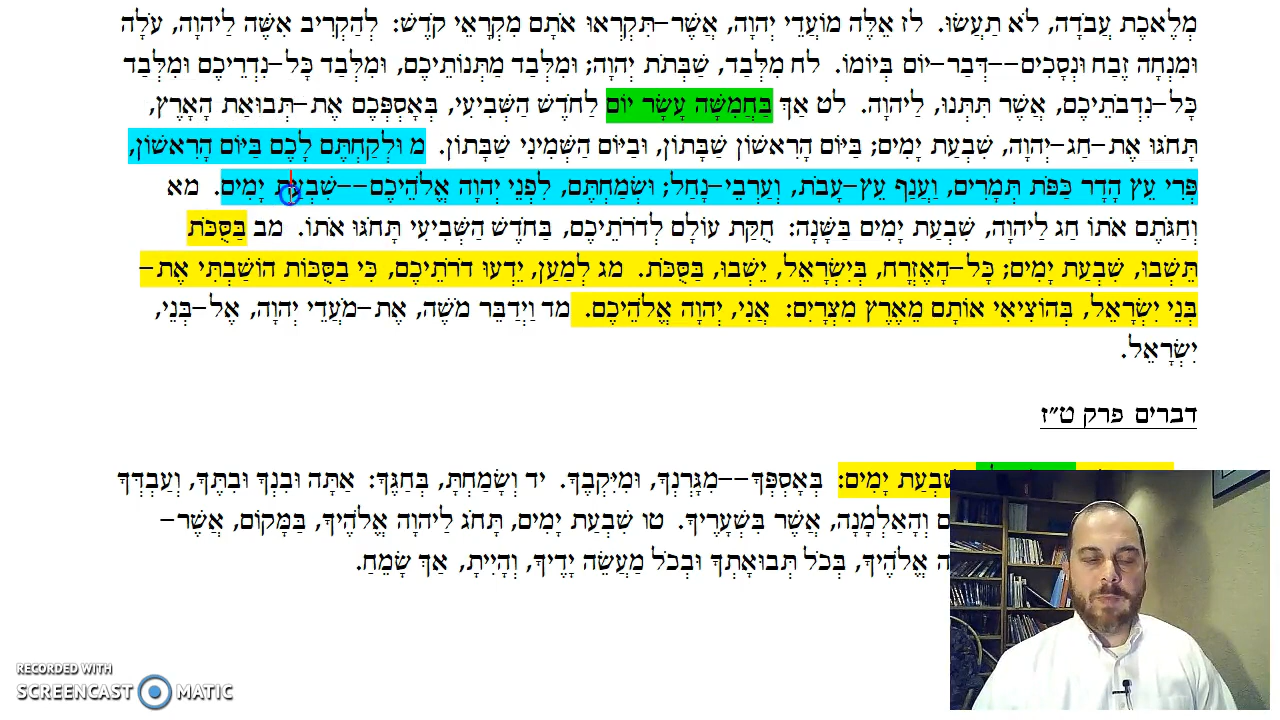 מְלֶאכֶת עֲבֹדָה, לֹא תַעֲשׂוּ. לז אֵלֶּה מוֹעֲדֵי יְהוָה, אֲשֶׁר-תִּקְרְאוּ אֹתָם מִקְרָאֵי קֹדֶשׁ: לְהַקְרִיב אִשֶּׁה לַיהוָה, עֹלָה
וּמִנְחָה זֶבַח וּנְסָכִים--דְּבַר-יוֹם בְּיוֹמוֹ. לח מִלְּבַד, שַׁבְּתֹת יְהוָה; וּמִלְּבַד מַתְּנוֹתֵיכֶם, וּמִלְּבַד כָּל-נִדְרֵיכֶם וּמִלְּבַד
כָּל-נִדְבֹתֵיכֶם, אֲשֶׁר תִּתְּנוּ, לַיהוָה. לט אַךְ בַּחֲמִשָּׁה עָשָׂר יוֹם לַחֹדֶשׁ הַשְּׁבִיעִי, בְּאָסְפְּכֶם אֶת-תְּבוּאַת הָאָרֶץ,
תָּחֹגּוּ אֶת-חַג-יְהוָה, שִׁבְעַת יָמִים; בַּיּוֹם הָרִאשׁוֹן שַׁבָּתוֹן, וּבַיּוֹם הַשְּׁמִינִי שַׁבָּתוֹן. מ וּלְקַחְתֶּם לָכֶם בַּיּוֹם הָרִאשׁוֹן,
פְּרִי עֵץ הָדָר כַּפֹּת תְּמָרִים, וַעֲנַף עֵץ-עָבֹת, וְעַרְבֵי-נָחַל; וּשְׂמַחְתֶּם, לִפְנֵי יְהוָה אֱלֹהֵיכֶם--שִׁבְעַת יָמִים. מא
וְחַגֹּתֶם אֹתוֹ חַג לַיהוָה, שִׁבְעַת יָמִים בַּשָּׁנָה: חֻקַּת עוֹלָם לְדֹרֹתֵיכֶם, בַּחֹדֶשׁ הַשְּׁבִיעִי תָּחֹגּוּ אֹתוֹ. מב בַּסֻּכֹּת
תֵּשְׁבוּ, שִׁבְעַת יָמִים; כָּל-הָאֶזְרָח, בְּיִשְׂרָאֵל, יֵשְׁבוּ, בַּסֻּכֹּת. מג לְמַעַן, יֵדְעוּ דֹרֹתֵיכֶם, כִּי בַסֻּכּוֹת הוֹשַׁבְתִּי אֶת-
בְּנֵי יִשְׂרָאֵל, בְּהוֹצִיאִי אוֹתָם מֵאֶרֶץ מִצְרָיִם: אֲנִי, יְהוָה אֱלֹהֵיכֶם. מד וַיְדַבֵּר מֹשֶׁה, אֶת-מֹעֲדֵי יְהוָה, אֶל-בְּנֵי,
יִשְׂרָאֵל.
דברים פרק ט״ז
שִׁבְעַת יָמִים: בְּאָסְפְּךָ--מִגָּרְנְךָ, וּמִיִּקְבֶךָ. יד וְשָׂמַחְתָּ, בְּחַגֶּךָ: אַתָּה וּבִנְךָ וּבִתֶּךָ, וְעַבְדְּךָ
וְהָאַלְמָנָה, אֲשֶׁר בִּשְׁעָרֶיךָ. טו שִׁבְעַת יָמִים, תָּחֹג לַיהוָה אֱלֹהֶיךָ, בַּמָּקוֹם, אֲשֶׁר-
אֱלֹהֶיךָ, בְּכֹל תְּבוּאָתְךָ וּבְכֹל מַעֲשֵׂה יָדֶיךָ, וְהָיִיתָ, אַךְ שָׂמֵחַ.
RECORDED WITH
SCREENCAST MATIC